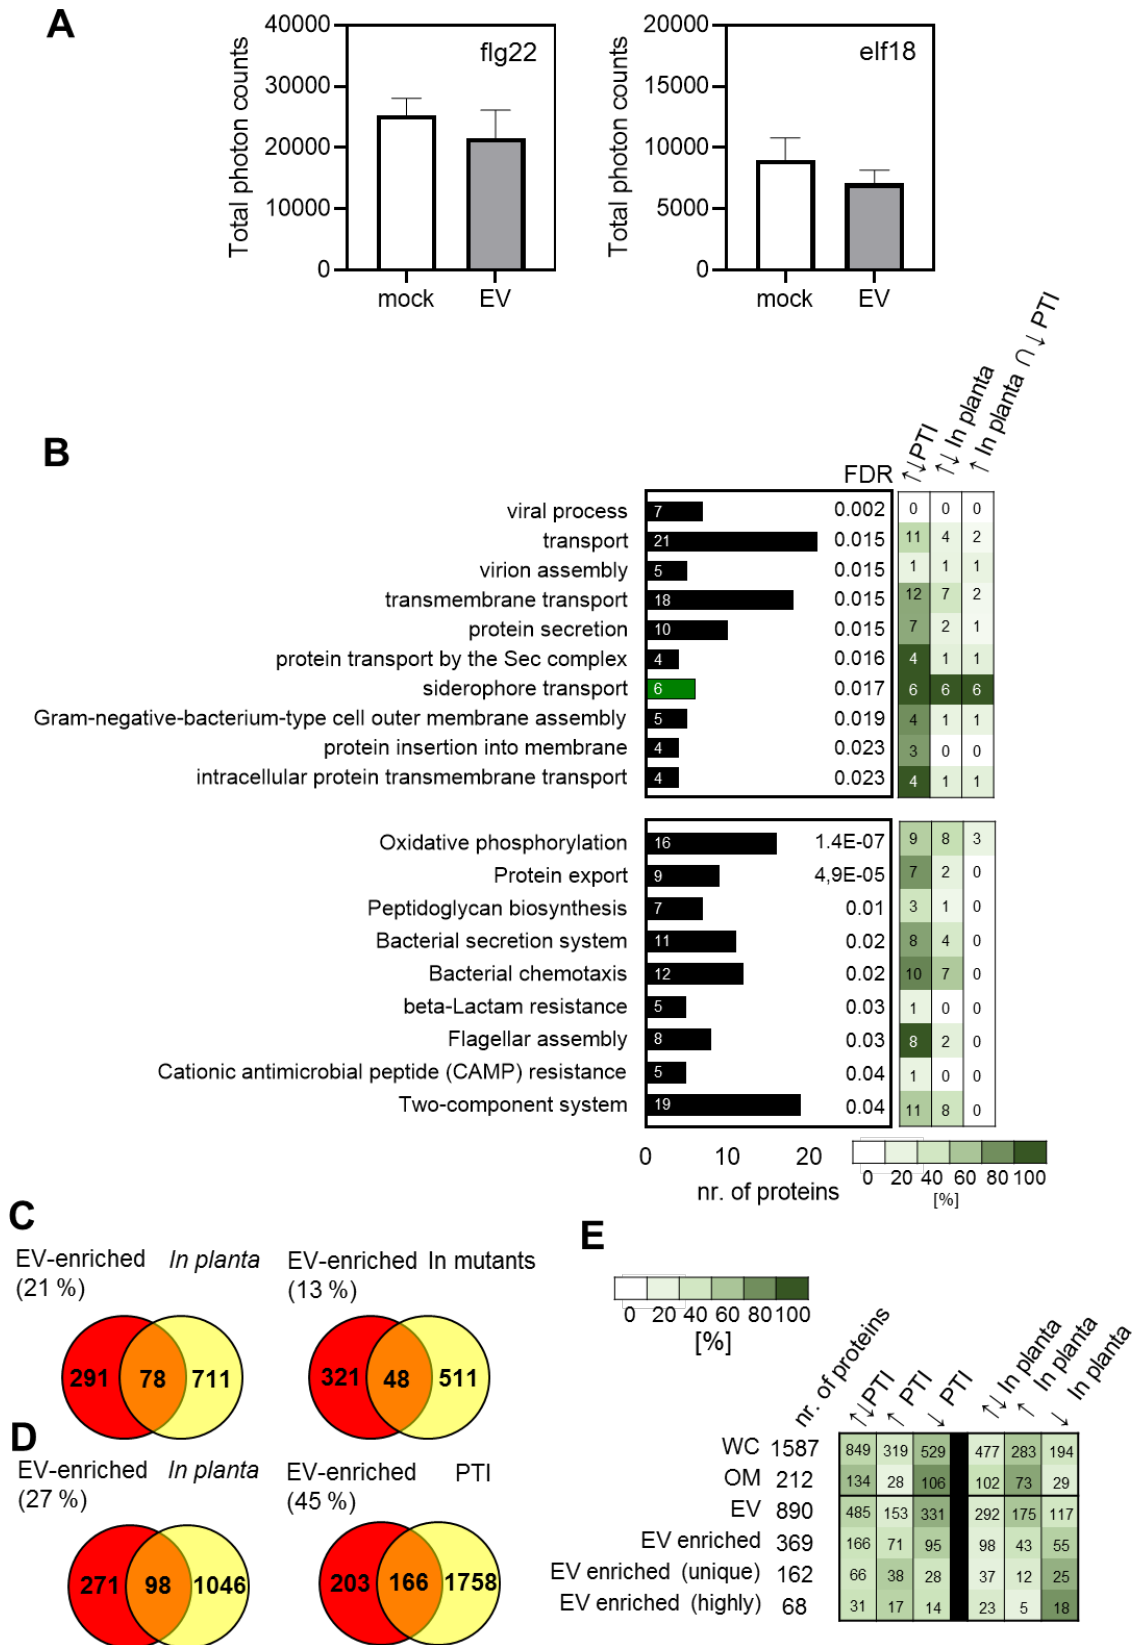 A
40000
30000
20000
10000
0
Total photon counts
flg22
mock
EV
20000
15000
10000
5000
0
Total photon counts
elf18
mock
EV
B
FDR
↑↓PTI
↑↓ In planta
↑ In planta ∩ ↓ PTI
viral process 7 0.002 0 0 0
transport 21 0.015 11 4 2
virion assembly 5 0.015 1 1 1
transmembrane transport 18 0.015 12 7 2
protein secretion 10 0.015 7 2 1
protein transport by the Sec complex 4 0.016 4 1 1
siderophore transport 6 0.017 6 6 6
Gram-negative-bacterium-type cell outer membrane assembly 5 0.019 4 1 1
protein insertion into membrane 4 0.023 3 0 0
intracellular protein transmembrane transport 4 0.023 4 1 1
Oxidative phosphorylation 16 1.4E-07 9 8 3
Protein export 9 4,9E-05 7 2 0
Peptidoglycan biosynthesis 7 0.01 3 1 0
Bacterial secretion system 11 0.02 8 4 0
Bacterial chemotaxis 12 0.02 10 7 0
beta-Lactam resistance 5 0.03 1 0 0
Flagellar assembly 8 0.03 8 2 0
Cationic antimicrobial peptide (CAMP) resistance 5 0.04 1 0 0
Two-component system 19 0.04 11 8 0
0 10 20
nr. of proteins
0 20 40 60 80 100
[%]
C
EV-enriched In planta
(21 %)
291 78 711
EV-enriched In mutants
(13 %)
321 48 511
D
EV-enriched In planta
(27 %)
271 98 1046
EV-enriched PTI
(45 %)
203 166 1758
E
0 20 40 60 80 100
[%]
nr. of proteins
↑↓PTI
↑ PTI
↓ PTI
↑↓ In planta
↑ In planta
↓ In planta
WC 1587 849 319 529 477 283 194
OM 212 134 28 106 102 73 29
EV 890 485 153 331 292 175 117
EV enriched 369 166 71 95 98 43 55
EV enriched (unique) 162 66 38 28 37 12 25
EV enriched (highly) 68 31 17 14 23 5 18